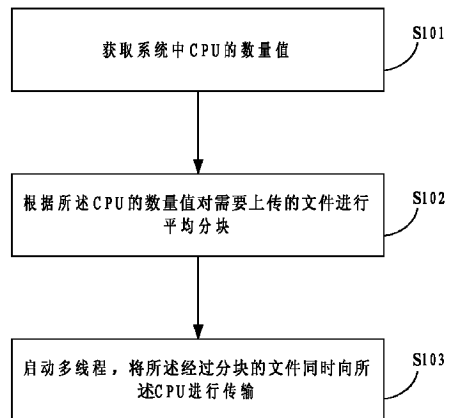 获取系统中CPU的数量值
S101
根据所述CPU的数量值对需要上传的文件进行
平均分块
S102
启动多线程，将所述经过分块的文件同时向所
述CPU进行传输
S103